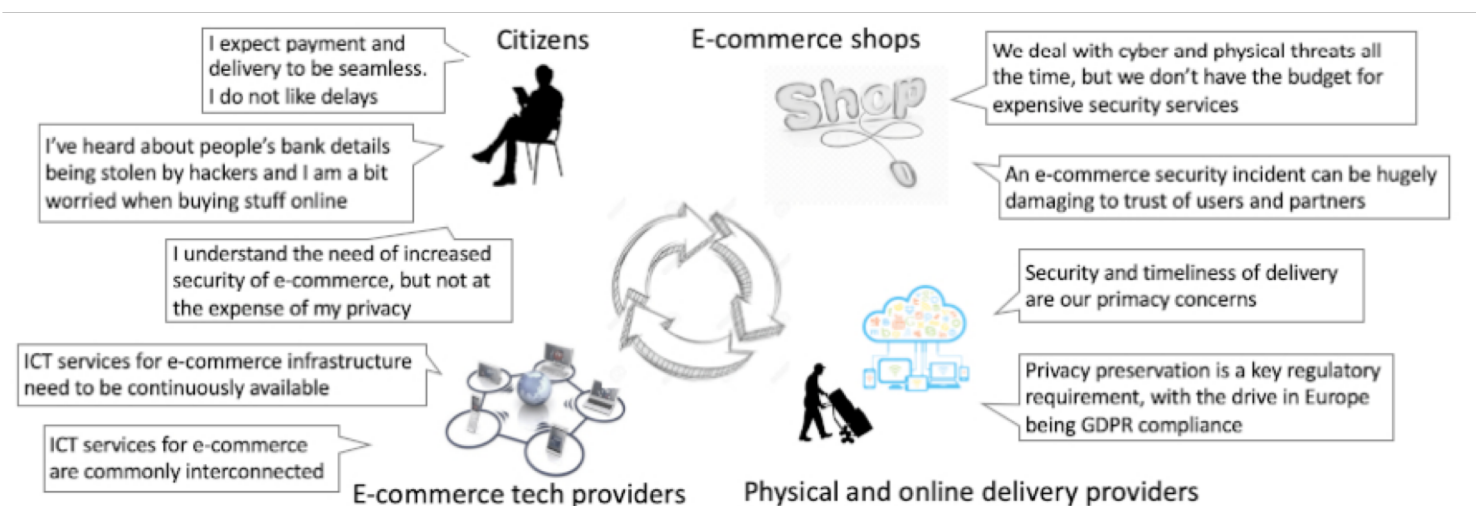 Citizens
I expect payment and
delivery to be seamless.
I do not like delays
I've heard about people's bank details
being stolen by hackers and I am a bit
worried when buying stuff online
I understand the need of increased
security of e-commerce, but not at
the expense of my privacy
E-commerce shops
Shop
We deal with cyber and physical threats all
the time, but we don't have the budget for
expensive security services
An e-commerce security incident can be hugely
damaging to trust of users and partners
Security and timeliness of delivery
are our primacy concerns
Privacy preservation is a key regulatory
requirement, with the drive in Europe
being GDPR compliance
Physical and online delivery providers
ICT services for e-commerce infrastructure
need to be continuously available
ICT services for e-commerce
are commonly interconnected
E-commerce tech providers